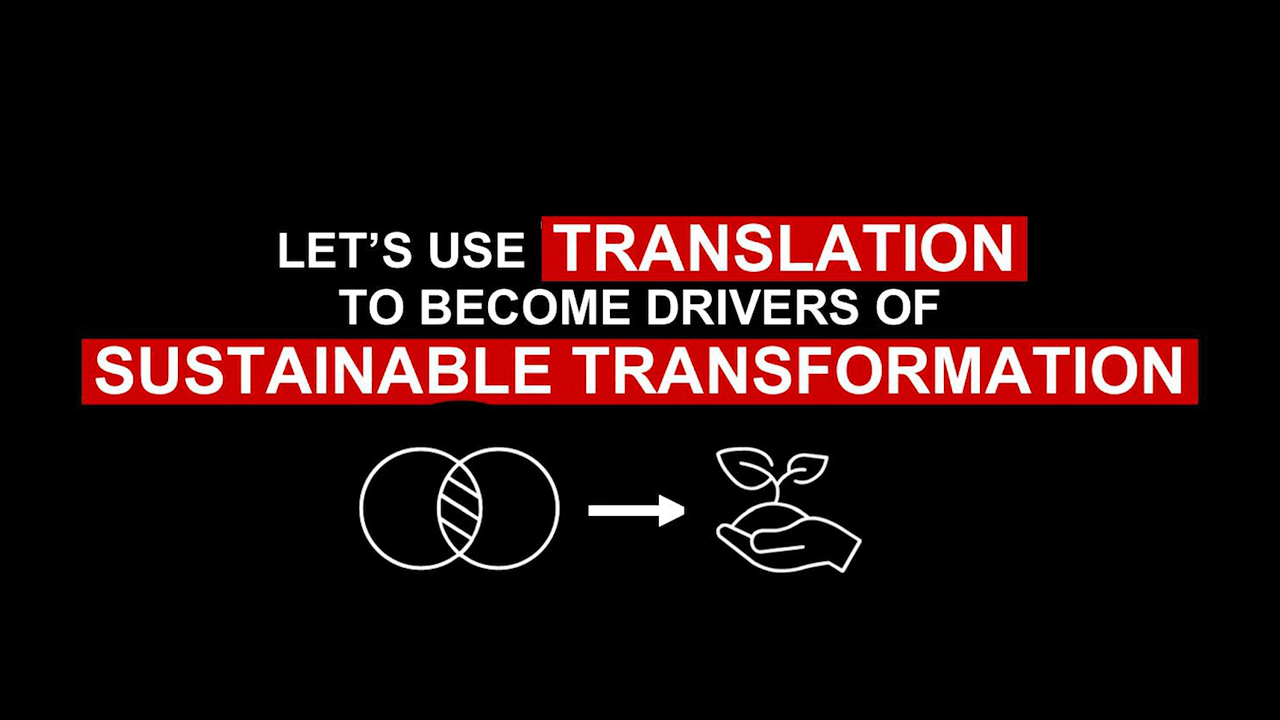 LET’S USE TRANSLATION
TO BECOME DRIVERS OF
SUSTAINABLE TRANSFORMATION